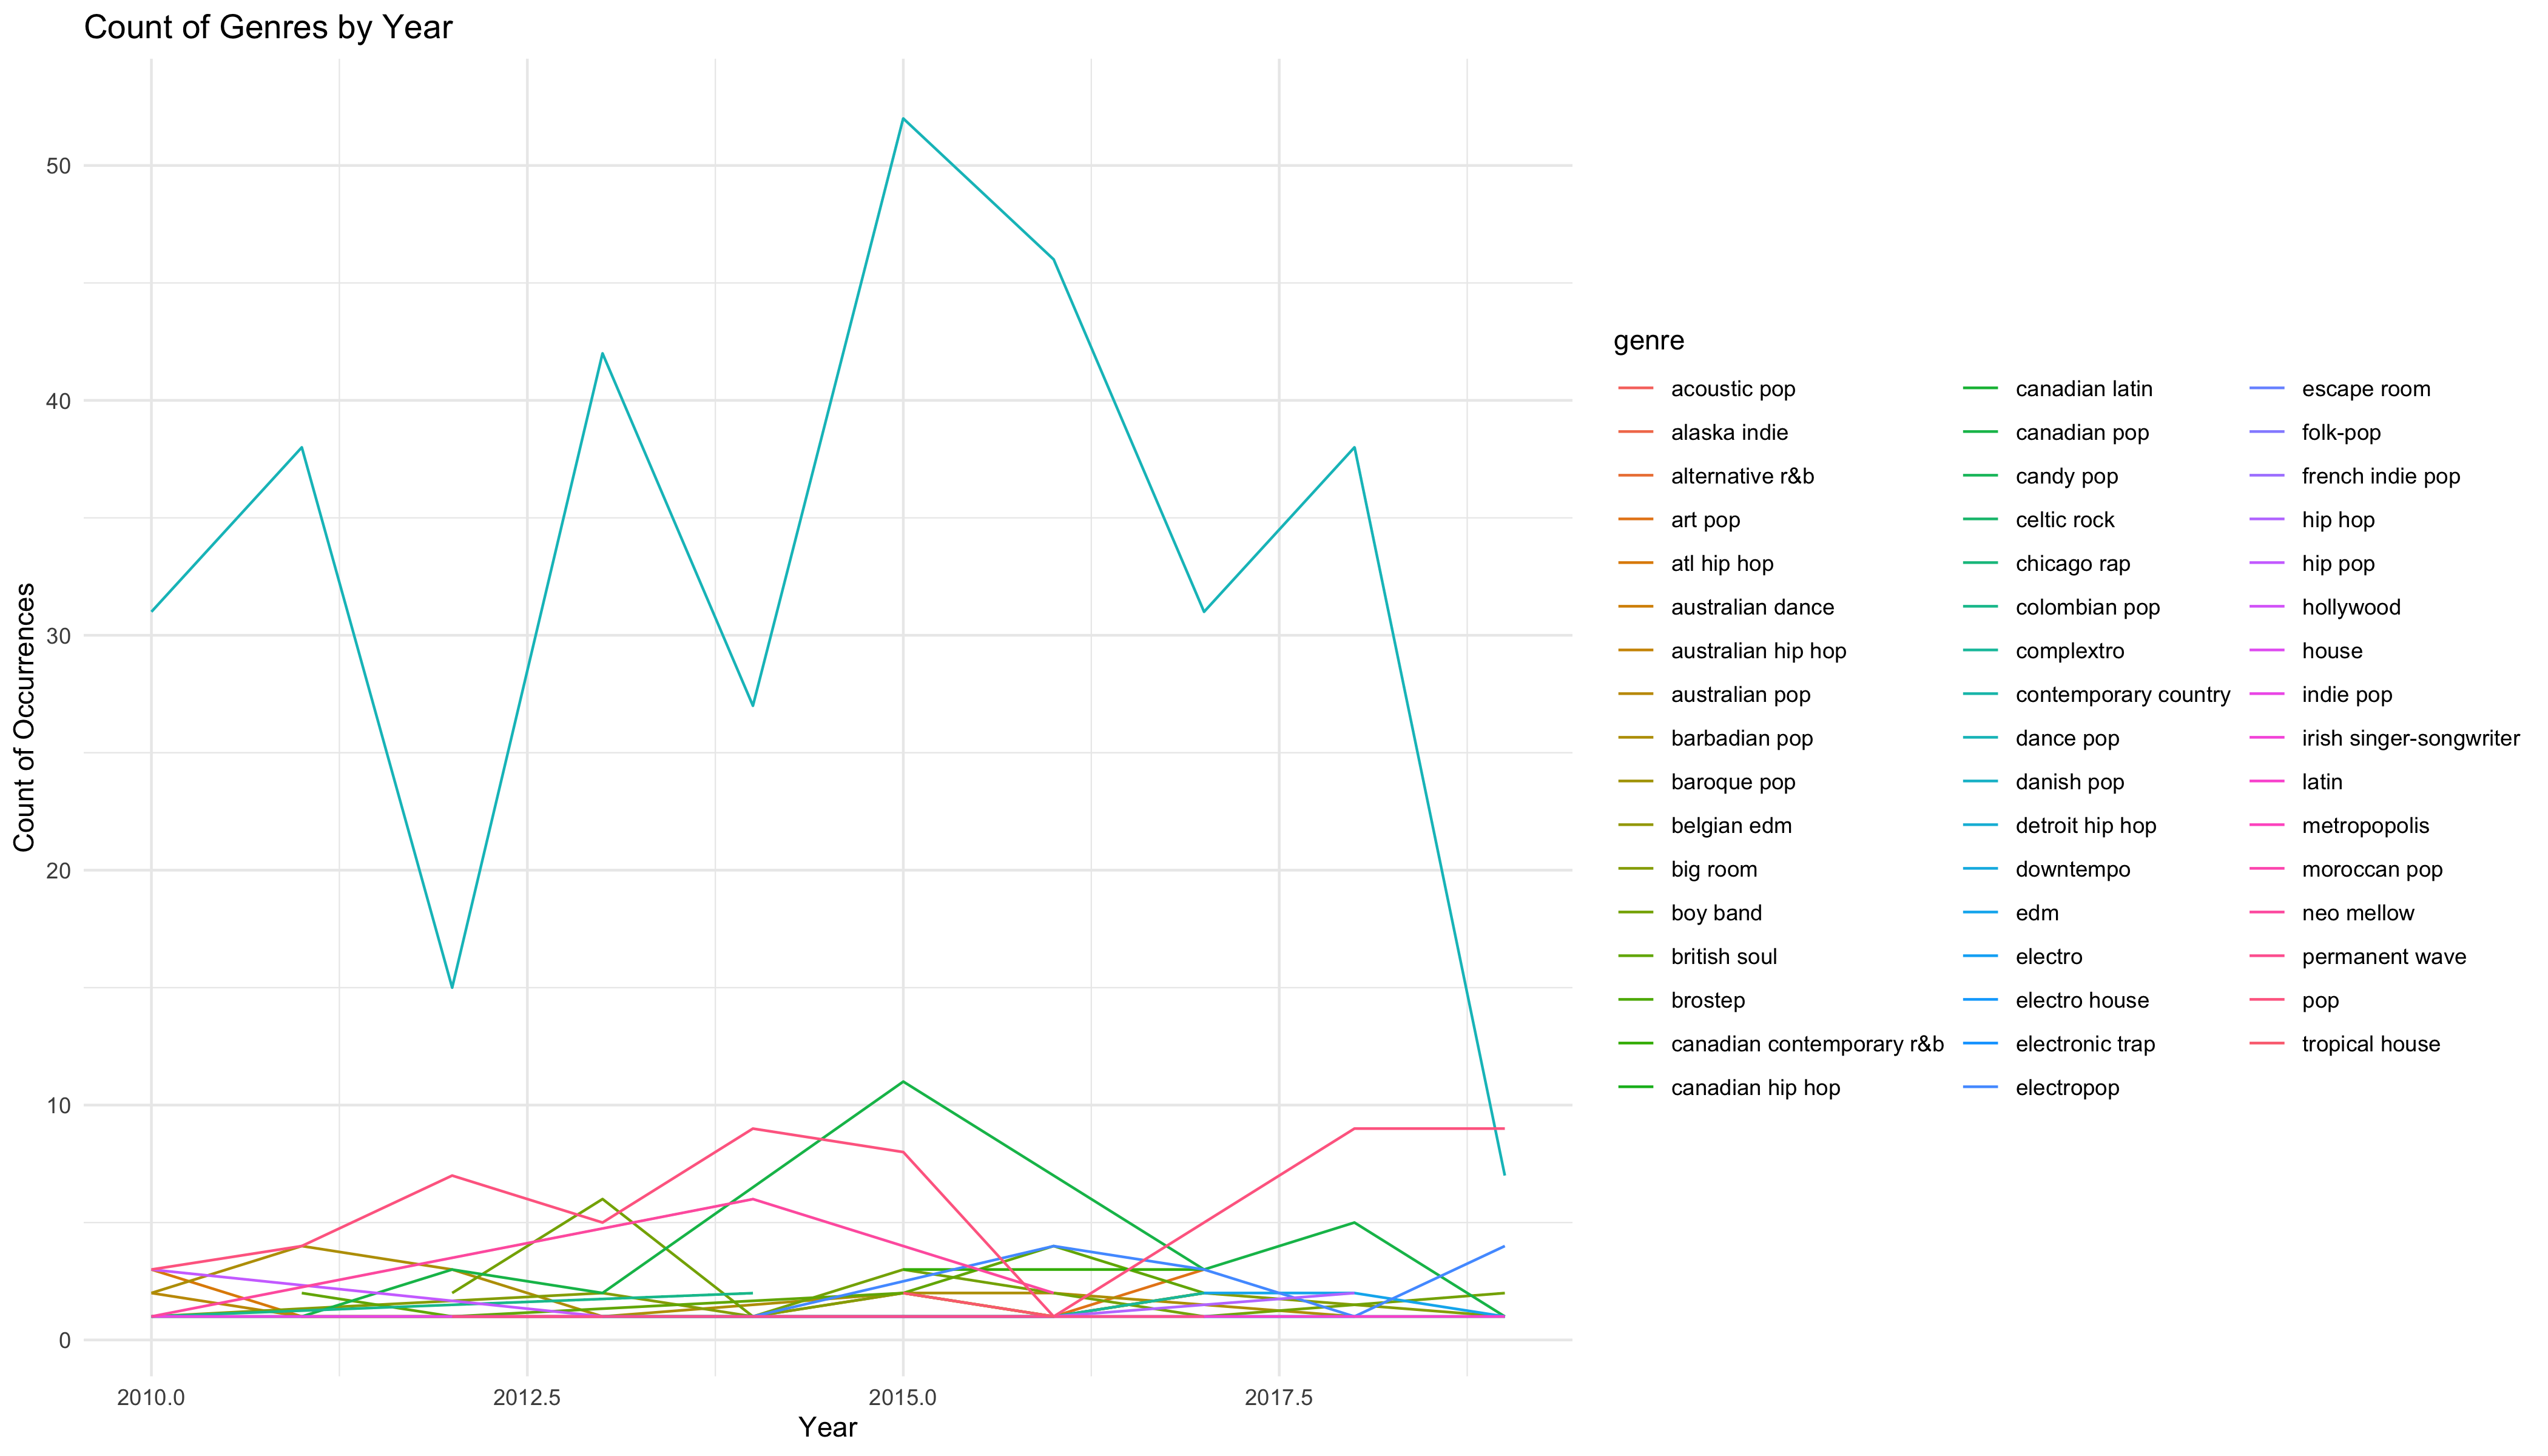 Count of Genres by Year
50
40
30
20
10
0
Count of Occurrences
2010.0
2012.5
2015.0
2017.5
Year
genre
acoustic pop
alaska indie
alternative r&b
art pop
atl hip hop
australian dance
australian hip hop
australian pop
barbadian pop
baroque pop
belgian edm
big room
boy band
british soul
brostep
canadian contemporary r&b
canadian hip hop
canadian latin
canadian pop
candy pop
celtic rock
chicago rap
colombian pop
complextro
contemporary country
dance pop
danish pop
detroit hip hop
downtempo
edm
electro
electro house
electronic trap
electropop
escape room
folk-pop
french indie pop
hip hop
hip pop
hollywood
house
indie pop
irish singer-songwriter
latin
metropopolis
moroccan pop
neo mellow
permanent wave
pop
tropical house